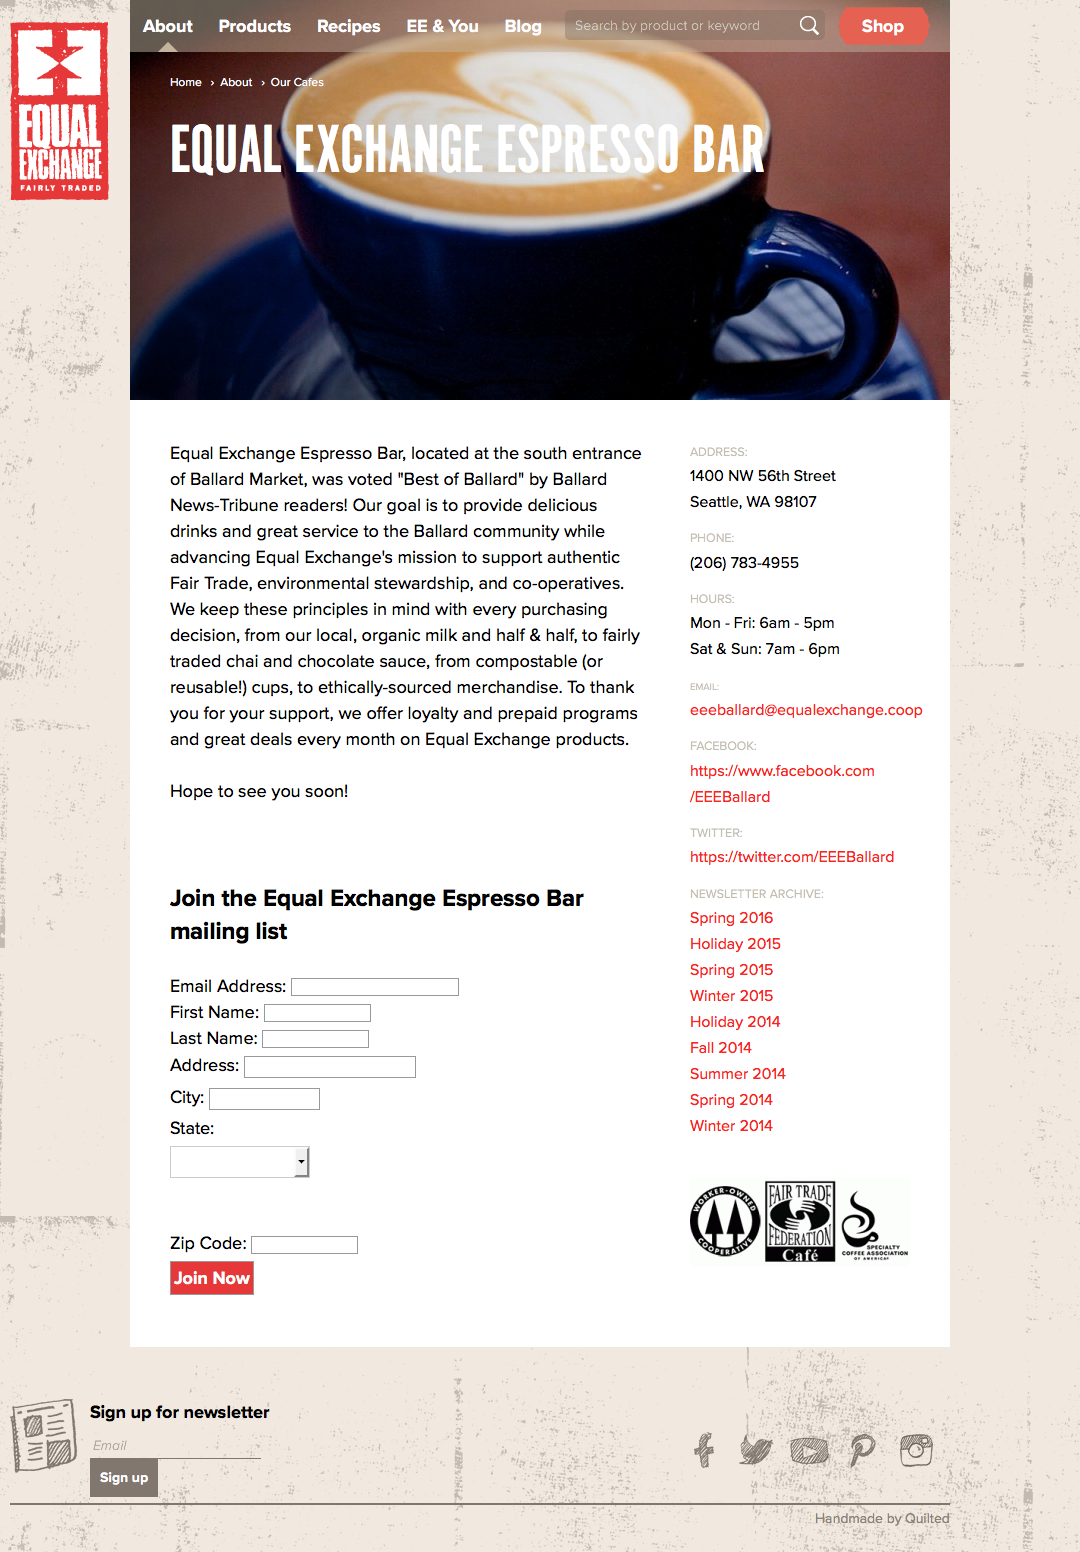 EQUAL
EXCHANGE
FAIRLY TRADED
About Products Recipes EE & You Blog Search by product or keyword Shop
Home › About › Our Cafes
EQUAL EXCHANGE ESPRESSO BAR
Equal Exchange Espresso Bar, located at the south entrance
of Ballard Market, was voted "Best of Ballard" by Ballard
News-Tribune readers! Our goal is to provide delicious
drinks and great service to the Ballard community while
advancing Equal Exchange's mission to support authentic
Fair Trade, environmental stewardship, and co-operatives.
We keep these principles in mind with every purchasing
decision, from our local, organic milk and half & half, to fairly
traded chai and chocolate sauce, from compostable (or
reusable!) cups, to ethically-sourced merchandise. To thank
you for your support, we offer loyalty and prepaid programs
and great deals every month on Equal Exchange products.
Hope to see you soon!
Join the Equal Exchange Espresso Bar
mailing list
Email Address:
First Name:
Last Name:
Address:
City:
State:
Zip Code:
Join Now
ADDRESS:
1400 NW 56th Street
Seattle, WA 98107
PHONE:
(206) 783-4955
HOURS:
Mon - Fri: 6am - 5pm
Sat & Sun: 7am - 6pm
EMAIL:
eeeballard@equalexchange.coop
FACEBOOK:
https://www.facebook.com
/EEEBallard
TWITTER:
https://twitter.com/EEEBallard
NEWSLETTER ARCHIVE:
Spring 2016
Holiday 2015
Spring 2015
Winter 2015
Holiday 2014
Fall 2014
Summer 2014
Spring 2014
Winter 2014
WORKER-OWNED
COOPERATIVE
FAIR TRADE
FEDERATION
Café
SPECIALTY
COFFEE ASSOCIATION
OF AMERICA
Sign up for newsletter
Email
Sign up
Handmade by Quilted